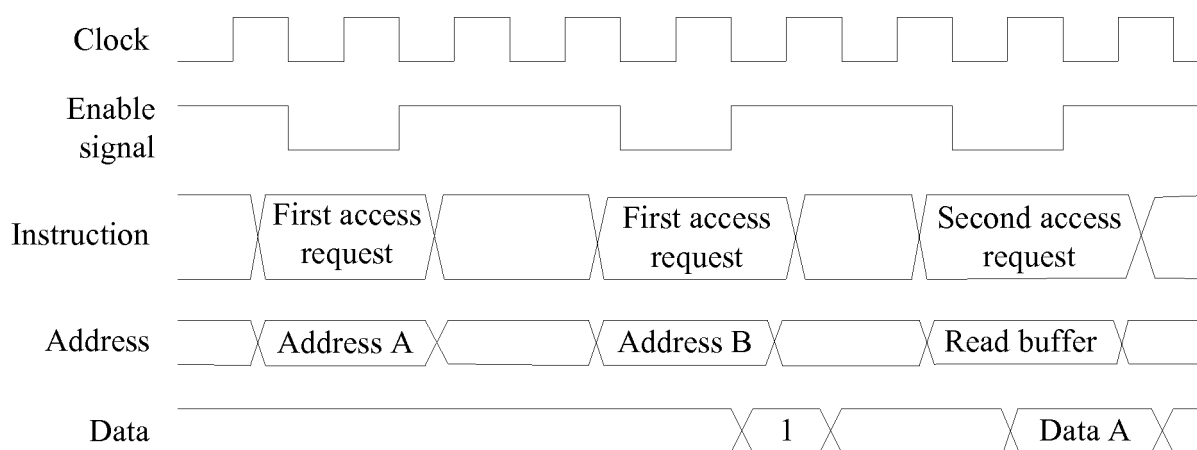 Clock
Enable
signal
Instruction
First access
request
First access
request
Second access
request
Address
Address A
Address B
Read buffer
Data
1
Data A